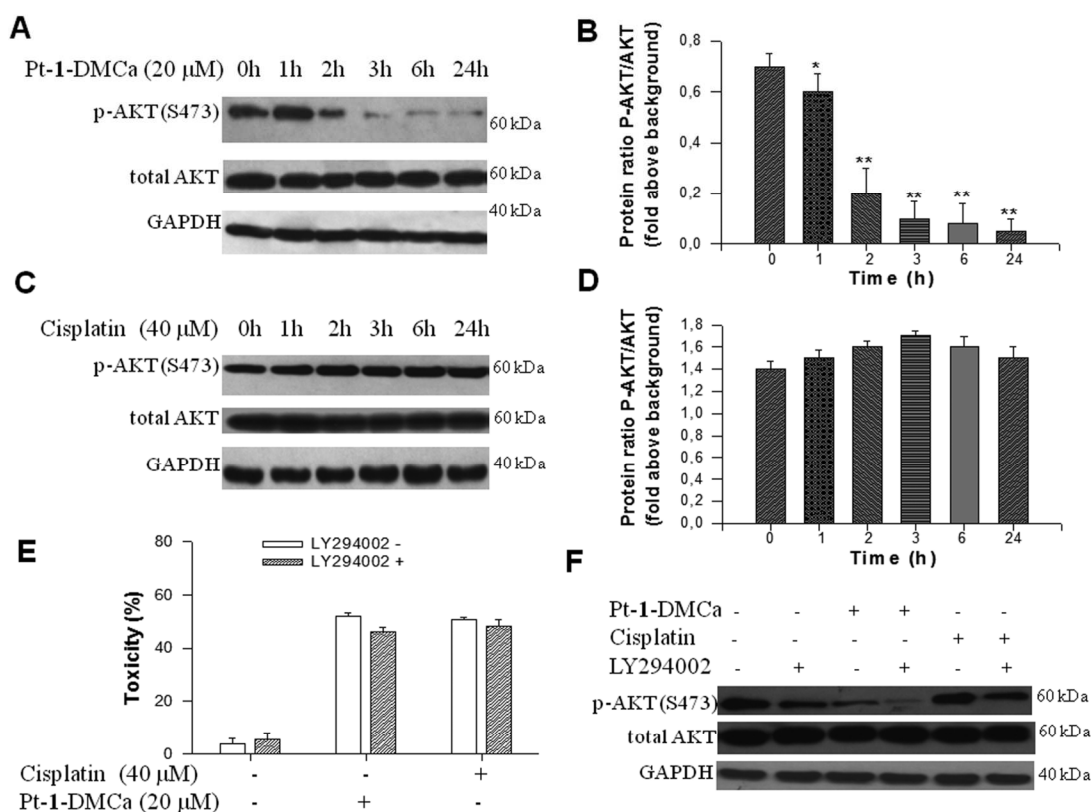 A
Pt-1-DMCa (20 µM) 0h 1h 2h 3h 6h 24h
p-AKT(S473)
60 kDa
total AKT
60 kDa
40 kDa
GAPDH
B
Protein ratio P-AKT/AKT
(fold above background)
0,8
0,6
0,4
0,2
0,0
*
**
**
**
**
0 1 2 3 6 24
Time (h)
C
Cisplatin (40 µM) 0h 1h 2h 3h 6h 24h
p-AKT(S473)
60 kDa
total AKT
60 kDa
GAPDH
40 kDa
D
Protein ratio P-AKT/AKT
(fold above background)
1,8
1,6
1,4
1,2
1,0
0,8
0,6
0,4
0,2
0,0
0 1 2 3 6 24
Time (h)
E
Toxicity (%)
80
60
40
20
0
LY294002 -
LY294002 +
Cisplatin (40 µM) - - +
Pt-1-DMCa (20 µM) - + -
F
Pt-1-DMCa - - + + - -
Cisplatin - - - - + +
LY294002 - + - + - +
p-AKT(S473)
60 kDa
total AKT
60 kDa
GAPDH
40 kDa